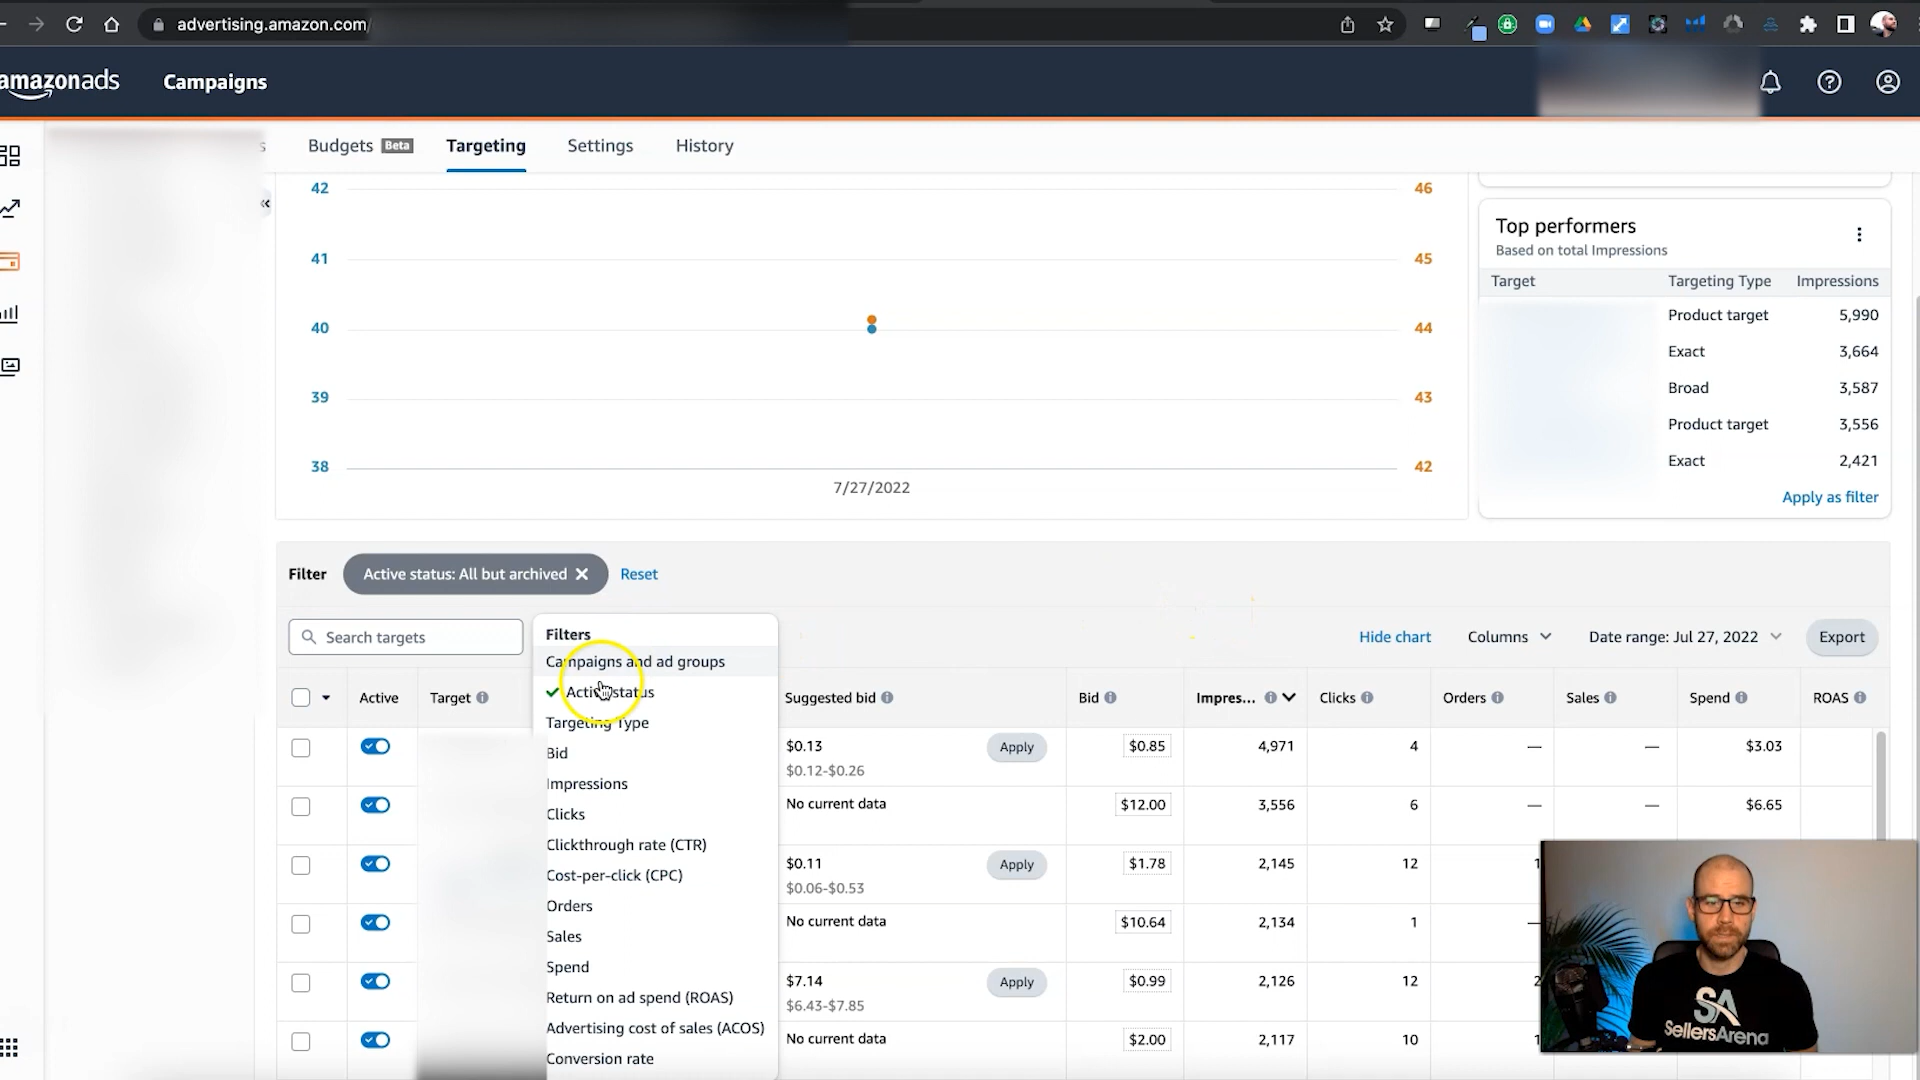 advertising.amazon.com/
amazonads
Campaigns
s
Budgets Beta
Targeting
Settings
History
42
41
40
39
38
46
45
44
43
42
7/27/2022
Top performers
Based on total Impressions
Target Targeting Type Impressions
Product target 5,990
Exact 3,664
Broad 3,587
Product target 3,556
Exact 2,421
Apply as filter
Filter Active status: All but archived Reset
Search targets
Filters
Campaigns and ad groups
Active status
Targeting Type
Bid
Impressions
Clicks
Clickthrough rate (CTR)
Cost-per-click (CPC)
Orders
Sales
Spend
Return on ad spend (ROAS)
Advertising cost of sales (ACOS)
Conversion rate
Hide chart Columns Date range: Jul 27, 2022 Export
Active Target Suggested bid Bid Impres... Clicks Orders Sales Spend ROAS
$0.13 Apply $0.85 4,971 4 — — $3.03
$0.12-$0.26
No current data $12.00 3,556 6 — — $6.65
$0.11 Apply $1.78 2,145 12 1
$0.06-$0.53
No current data $10.64 2,134 1 —
$7.14 Apply $0.99 2,126 12 2
$6.43-$7.85
No current data $2.00 2,117 10 1
SA
SellersArena